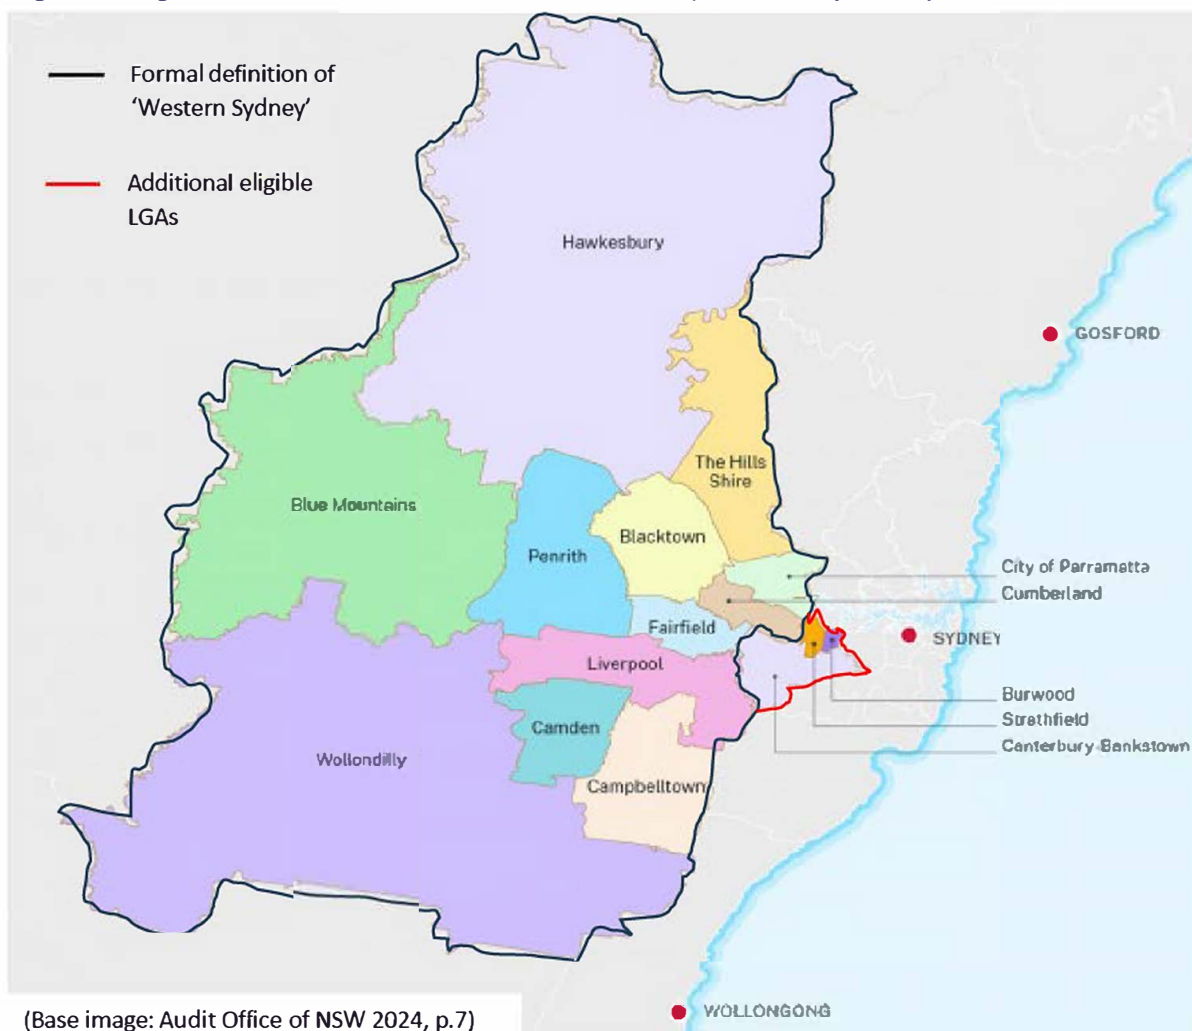 Formal definition of
‘Western Sydney’
Additional eligible
LGAs
Hawkesbury
GOSFORD
The Hills
Shire
Blue Mountains
Blacktown
Penrith
City of Parramatta
Cumberland
Fairfield
SYDNEY
Liverpool
Burwood
Strathfield
Camden
Canterbury-Bankstown
Wollondilly
Campbelltown
WOLLONGONG
(Base image: Audit Office of NSW 2024, p.7)